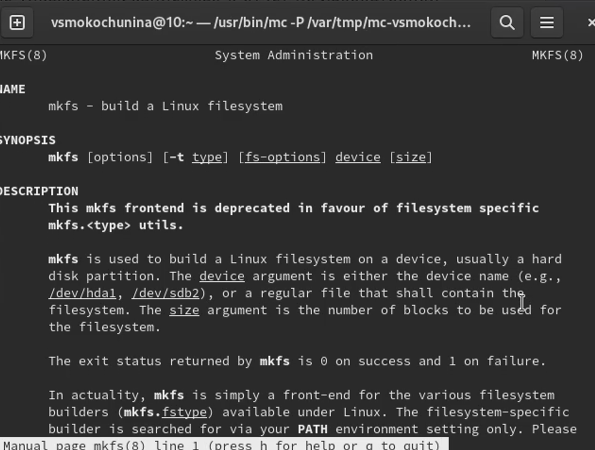 vsmokochunina@10:~ — /usr/bin/mc -P /var/tmp/mc-vsmokoch...
MKFS(8) System Administration MKFS(8)
NAME
mkfs - build a Linux filesystem
SYNOPSIS
mkfs [options] [-t type] [fs-options] device [size]
DESCRIPTION
This mkfs frontend is deprecated in favour of filesystem specific
mkfs.<type> utils.
mkfs is used to build a Linux filesystem on a device, usually a hard
disk partition. The device argument is either the device name (e.g.,
/dev/hda1, /dev/sdb2), or a regular file that shall contain the
filesystem. The size argument is the number of blocks to be used for
the filesystem.
The exit status returned by mkfs is 0 on success and 1 on failure.
In actuality, mkfs is simply a front-end for the various filesystem
builders (mkfs.fstype) available under Linux. The filesystem-specific
builder is searched for via your PATH environment setting only. Please
Manual page mkfs(8) line 1 (press h for help or q to quit)